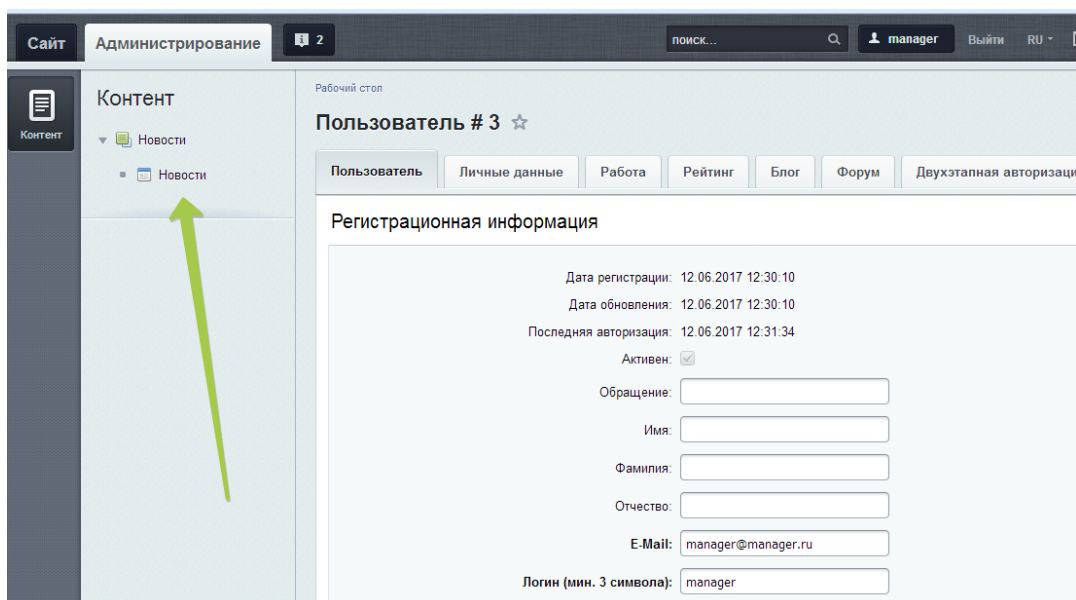 Сайт Администрирование 2 поиск... manager Выйти RU
Контент
Контент
Новости
Новости
Рабочий стол
Пользователь # 3
Пользователь Личные данные Работа Рейтинг Блог Форум Двухэтапная авторизаци
Регистрационная информация
Дата регистрации: 12.06.2017 12:30:10
Дата обновления: 12.06.2017 12:30:10
Последняя авторизация: 12.06.2017 12:31:34
Активен:
Обращение:
Имя:
Фамилия:
Отчество:
E-Mail: manager@manager.ru
Логин (мин. 3 символа): manager